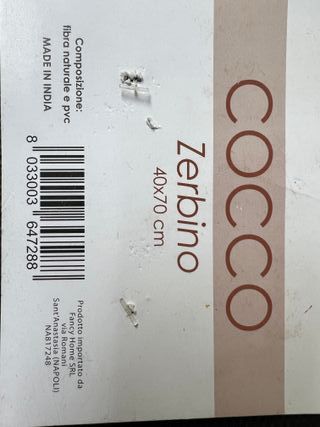 COCCO
Zerbino
40x70 cm
Composizione:
fibra naturale e pvc
MADE IN INDIA
8 033003 647288
Prodotto importato da
Fancy Home SRL
via Romani
Sant'Anastasia (NAPOLI)
NA817248